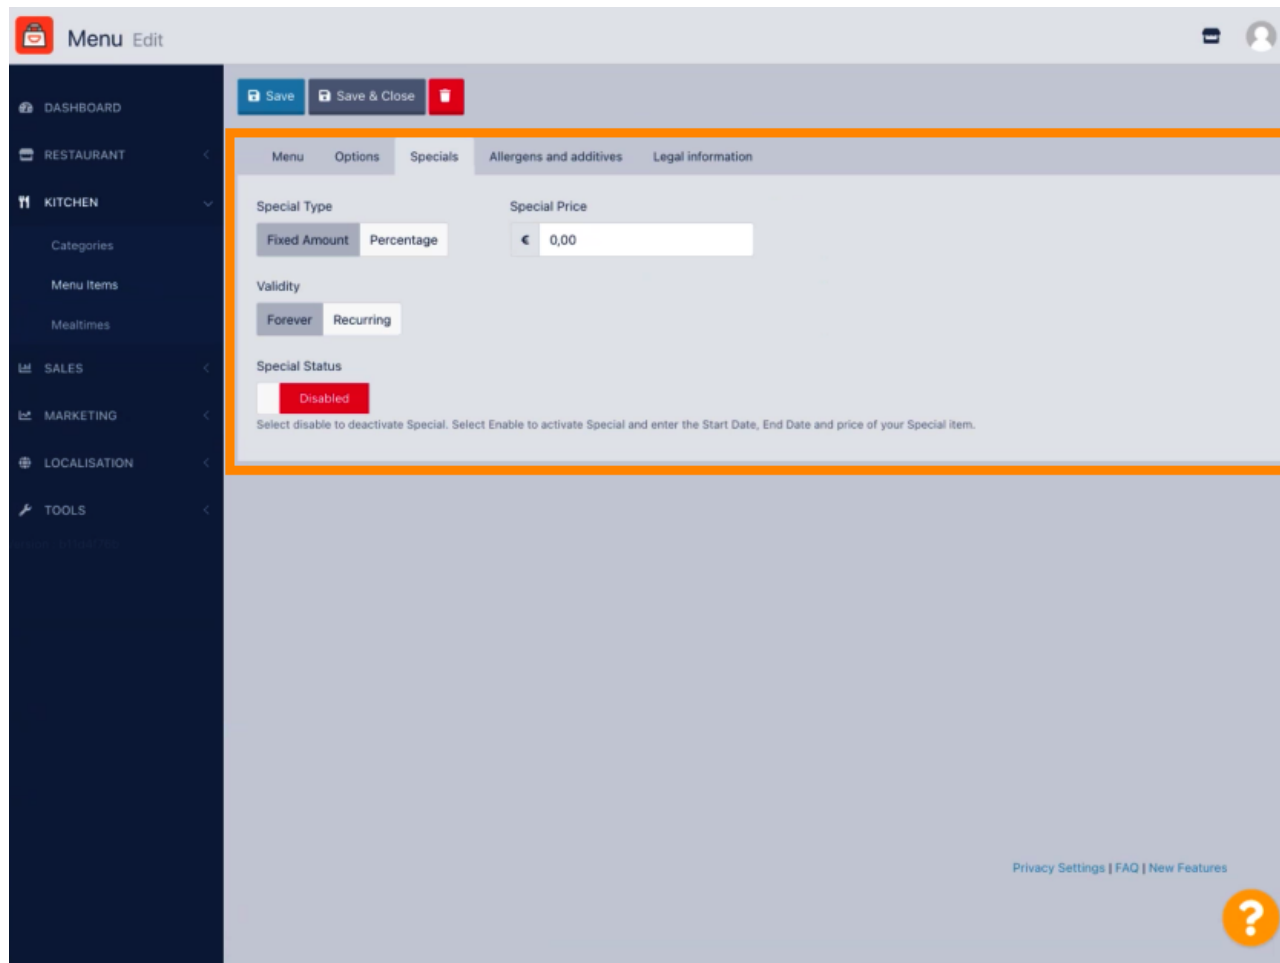 Menu Edit
DASHBOARD
RESTAURANT
KITCHEN
Categories
Menu Items
Mealtimes
SALES
MARKETING
LOCALISATION
TOOLS
Save
Save & Close
Menu
Options
Specials
Allergens and additives
Legal information
Special Type
Special Price
Fixed Amount
Percentage
€ 0,00
Validity
Forever
Recurring
Special Status
Disabled
Select disable to deactivate Special. Select Enable to activate Special and enter the Start Date, End Date and price of your Special item.
Privacy Settings | FAQ | New Features
?